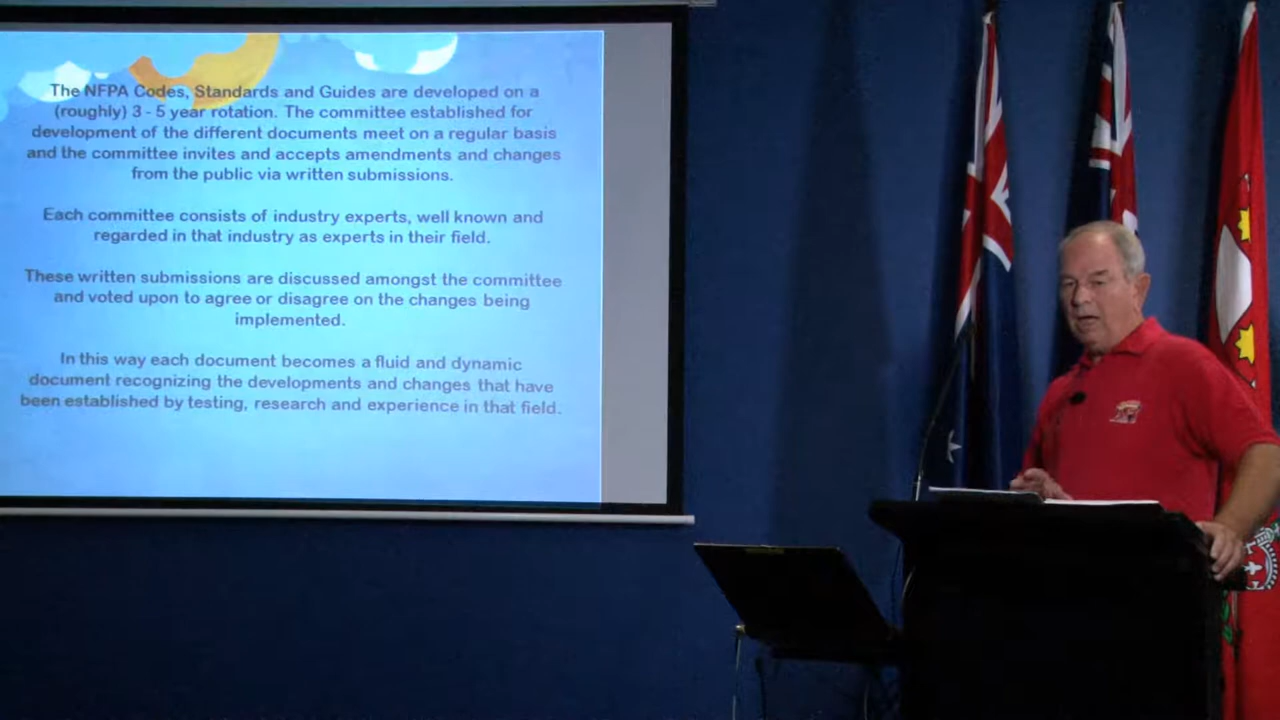 The NFPA Codes, Standards and Guides are developed on a
(roughly) 3 - 5 year rotation. The committee established for
development of the different documents meet on a regular basis
and the committee invites and accepts amendments and changes
from the public via written submissions.
Each committee consists of industry experts, well known and
regarded in that industry as experts in their field.
These written submissions are discussed amongst the committee
and voted upon to agree or disagree on the changes being
implemented.
In this way each document becomes a fluid and dynamic
document recognizing the developments and changes that have
been established by testing, research and experience in that field.